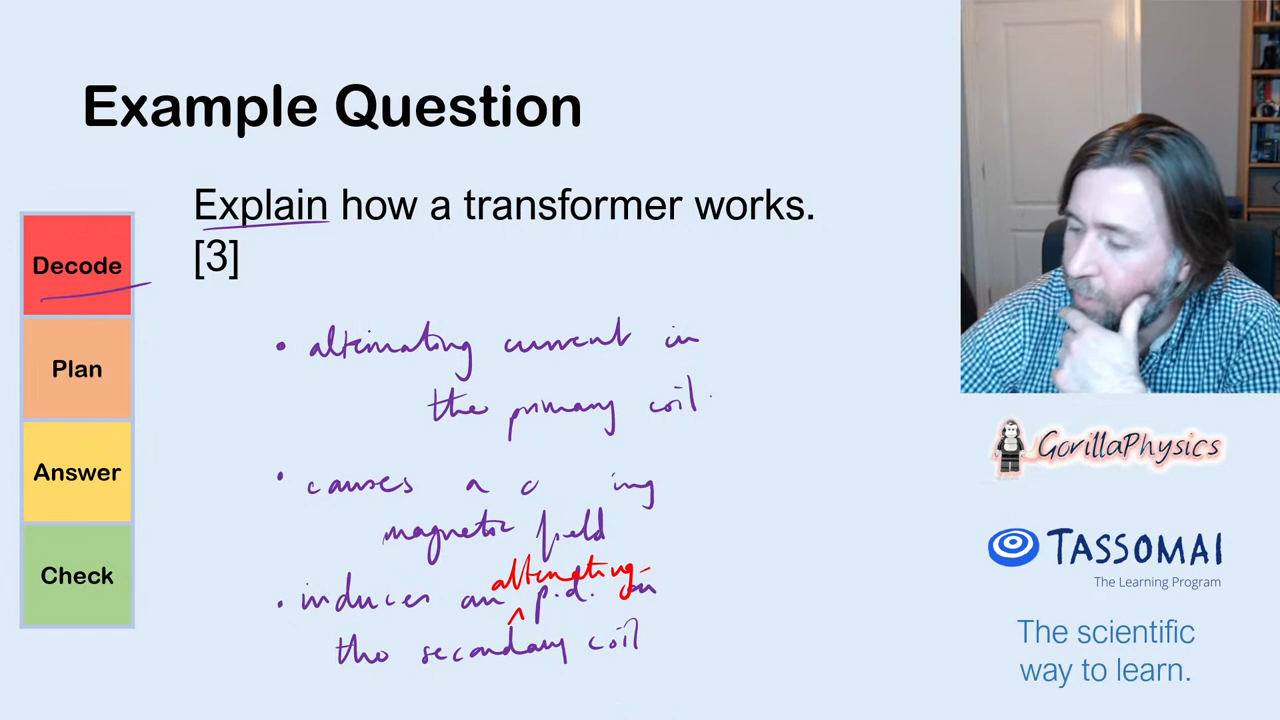 Example Question
Explain how a transformer works.
[3]
Decode
Plan
Answer
Check
• alternating current in
the primary coil.
• causes a c ing
magnetic field
alternating
• induces an p.d. in
the secondary coil
GorillaPhysics
TASSOMAI
The Learning Program
The scientific
way to learn.